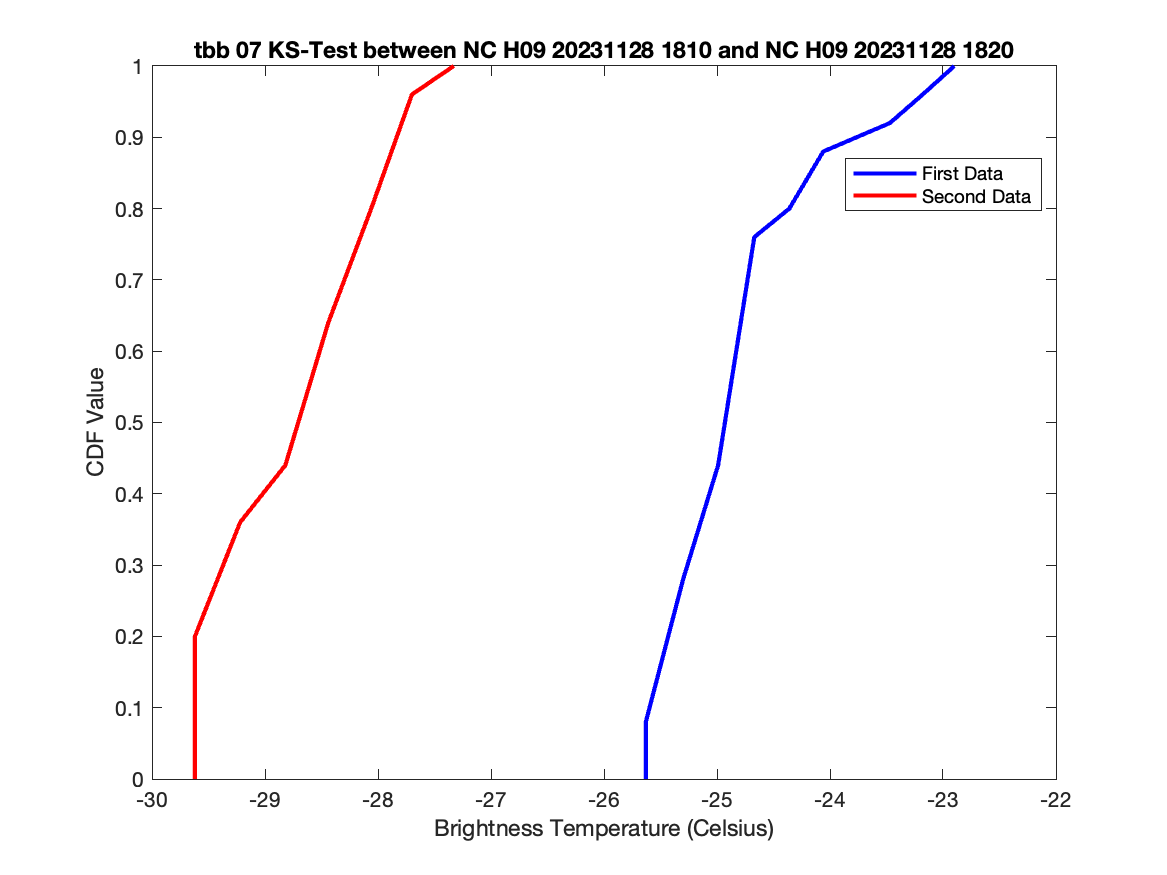 tbb 07 KS-Test between NC H09 20231128 1810 and NC H09 20231128 1820
1
0.9
0.8
0.7
0.6
0.5
0.4
0.3
0.2
0.1
0
CDF Value
First Data
Second Data
-30 -29 -28 -27 -26 -25 -24 -23 -22
Brightness Temperature (Celsius)